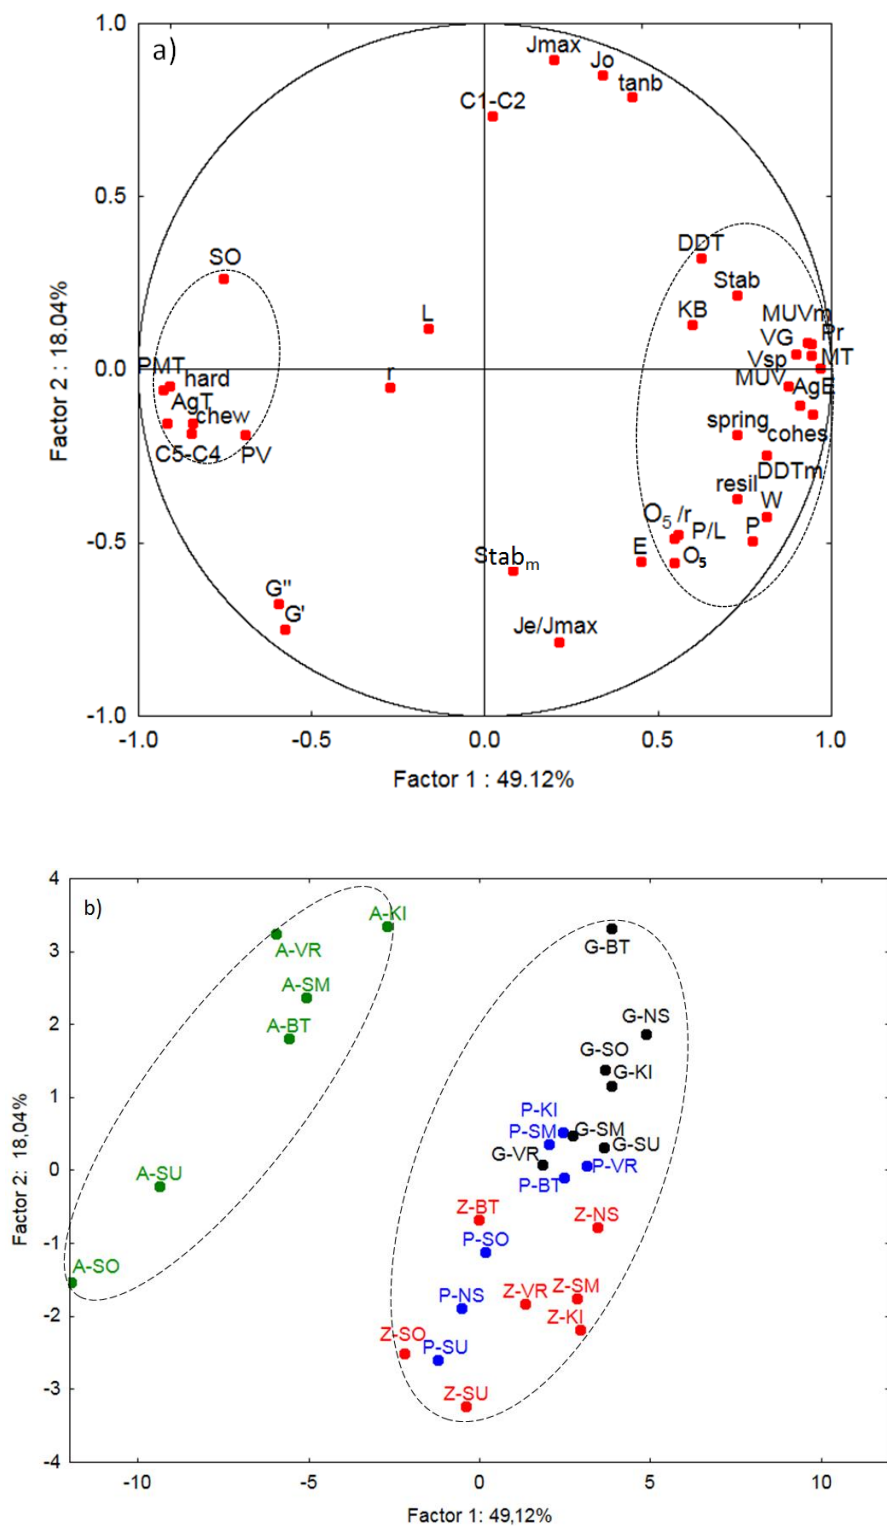 a)
1.0
Jmax
Jo
tanb
C1-C2
0.5
SO
DDT
Stab
L
KB
MUVm
VG
Pr
0.0
PMT
hard
r
Vsp
MT
MUV
AgE
AgT
chew
spring
cohes
C5-C4
PV
DDTm
resil
W
O5 /r
P/L
P
-0.5
Stabm
E
O5
G"
G'
Je/Jmax
-1.0
-1.0 -0.5 0.0 0.5 1.0
Factor 1 : 49.12%
Factor 2 : 18.04%
b)
4
A-KI
A-VR
G-BT
3
A-SM
2
A-BT
G-NS
G-SO
G-KI
1
P-KI
P-SM
G-SM
G-SU
G-VR
0
P-VR
A-SU
P-BT
Z-BT
Z-NS
-1
P-SO
A-SO
P-NS
Z-VR
Z-SM
-2
Z-KI
Z-SO
P-SU
-3
Z-SU
-4
-10 -5 0 5 10
Factor 1: 49,12%
Factor 2: 18,04%